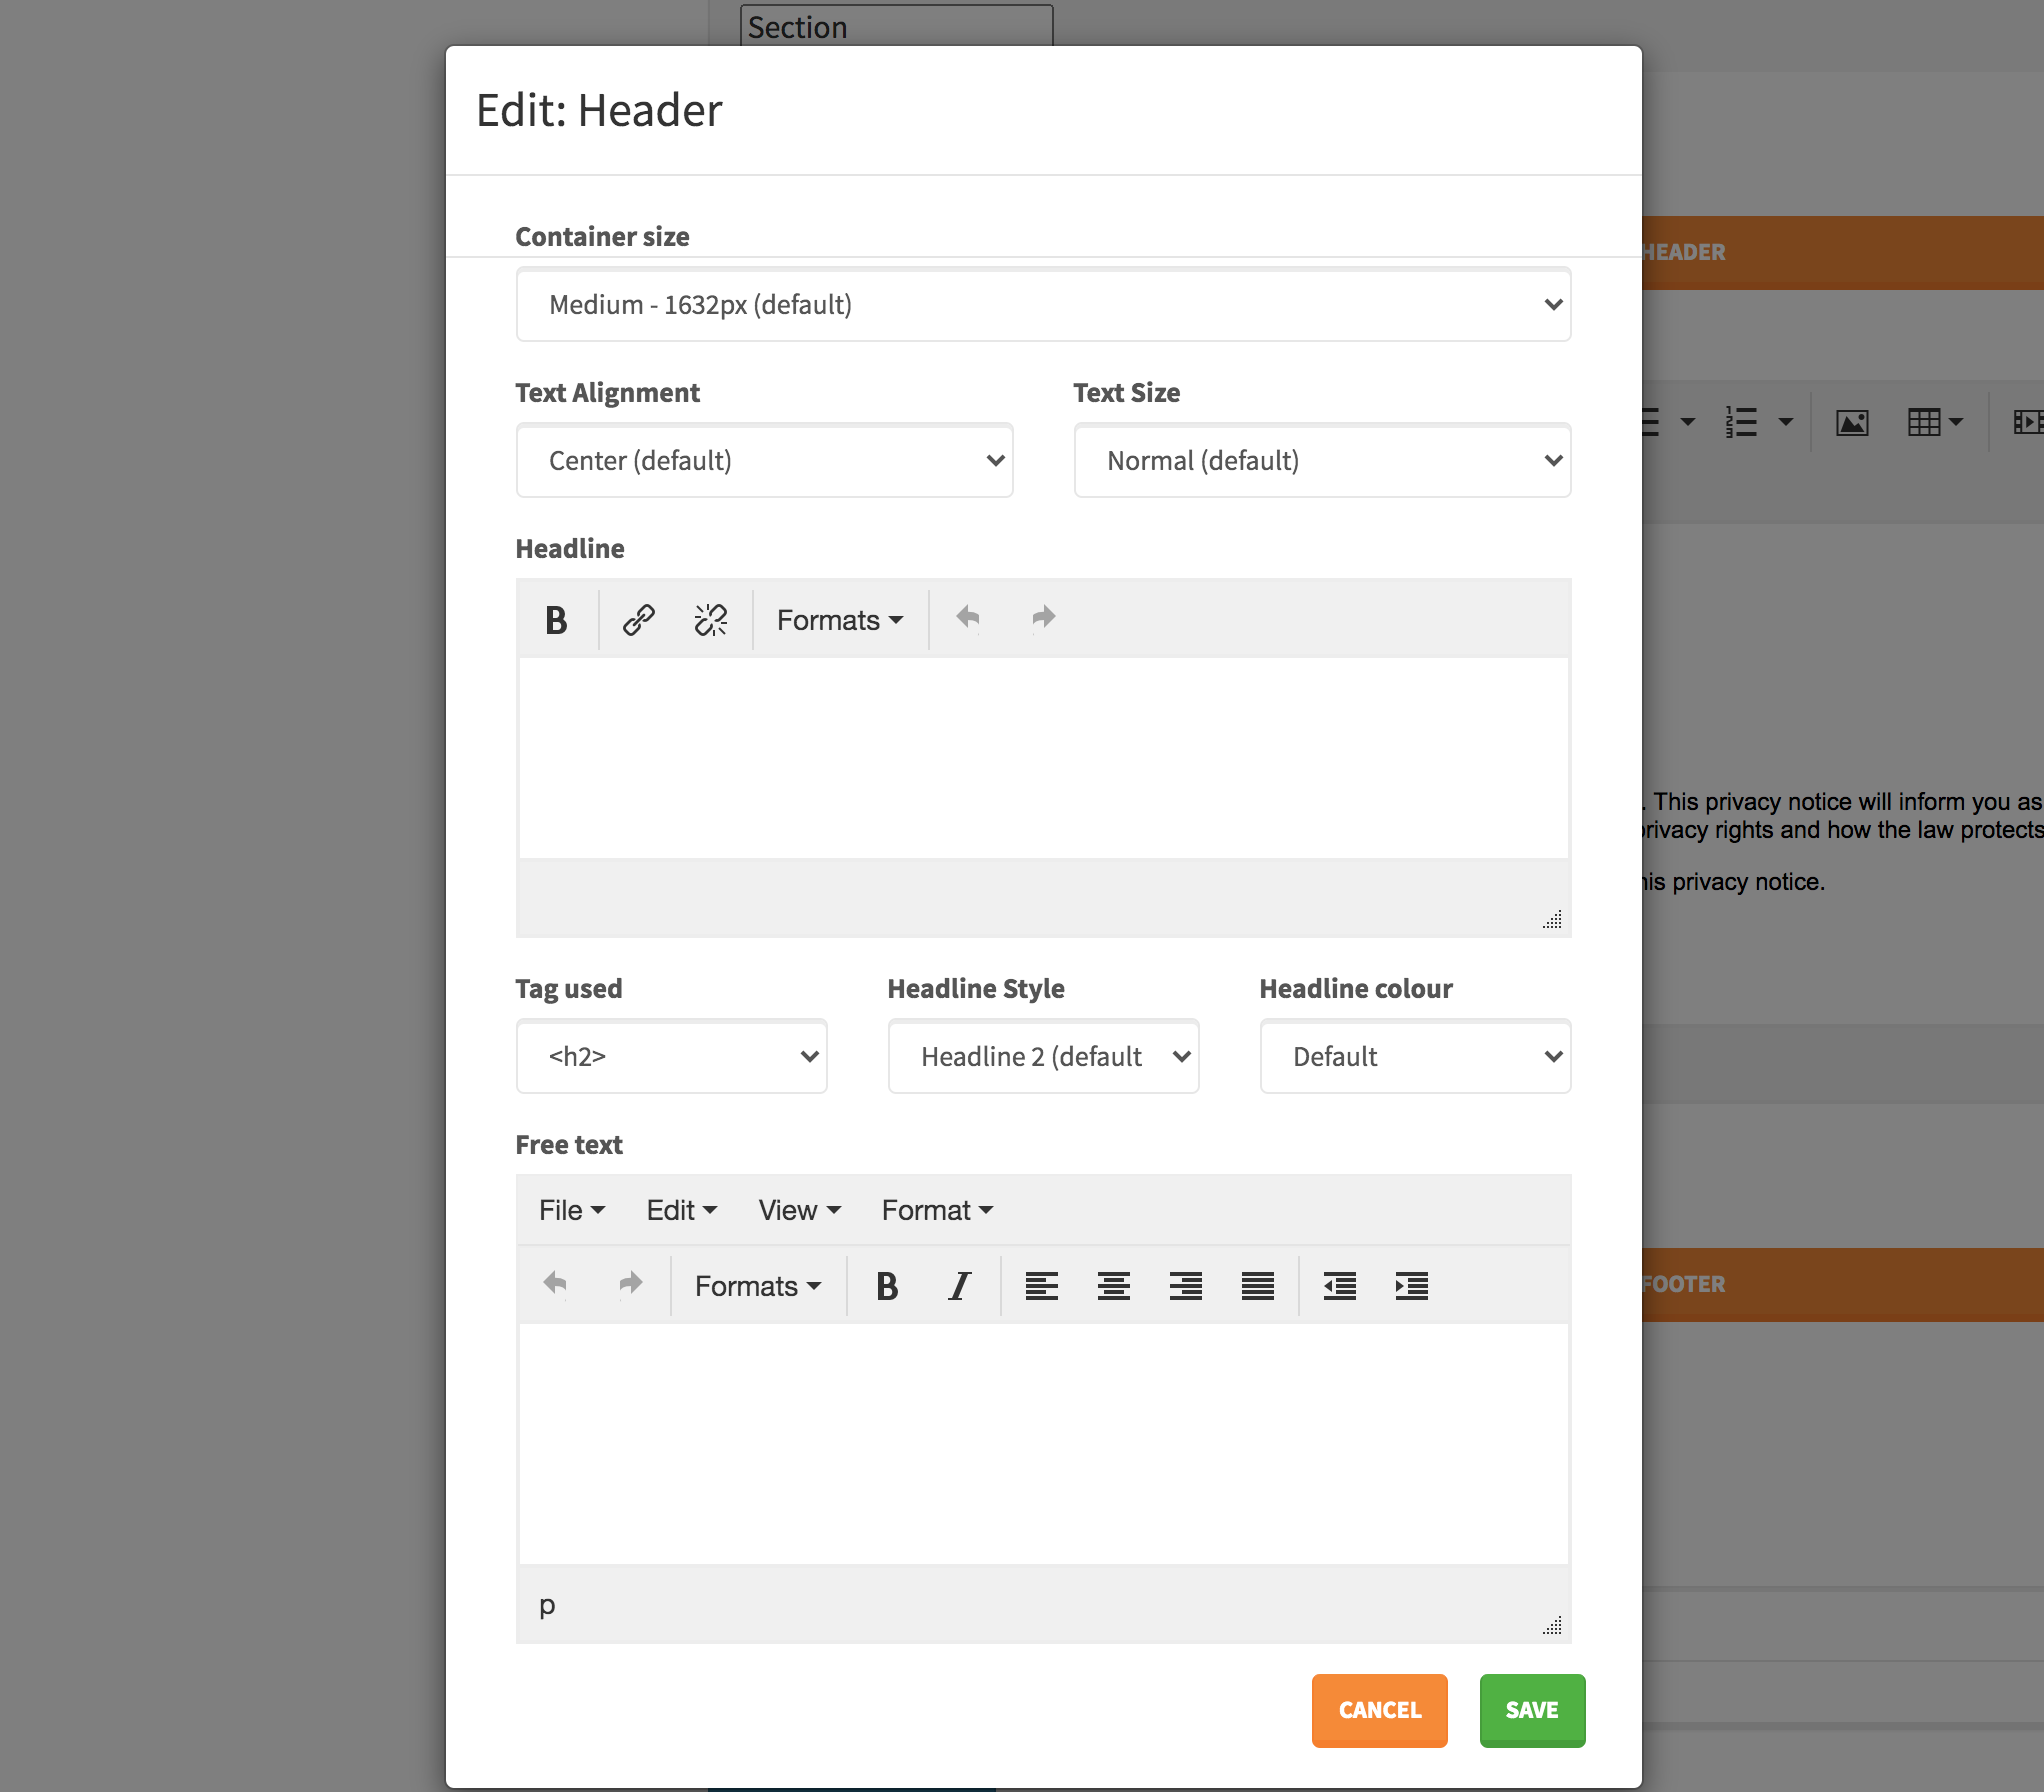 Section
Edit: Header
Container size
Medium - 1632px (default)
Text Alignment
Text Size
Center (default)
Normal (default)
Headline
B
Formats
Tag used
Headline Style
Headline colour
<h2>
Headline 2 (default
Default
Free text
File
Edit
View
Format
Formats
B
I
p
CANCEL
SAVE
HEADER
. This privacy notice will inform you as
privacy rights and how the law protects
his privacy notice.
FOOTER